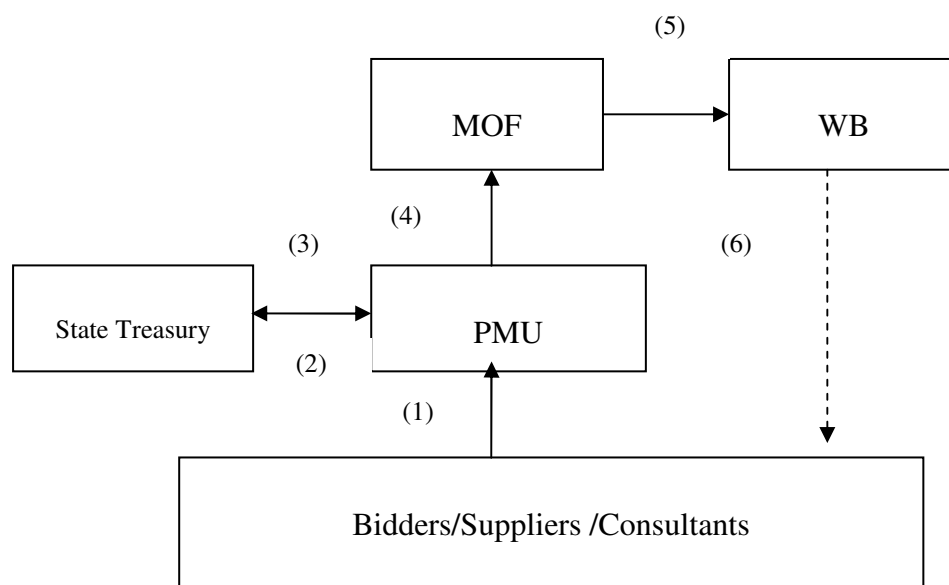 (5)
MOF
WB
(4)
(6)
(3)
State Treasury
PMU
(2)
(1)
Bidders/Suppliers /Consultants